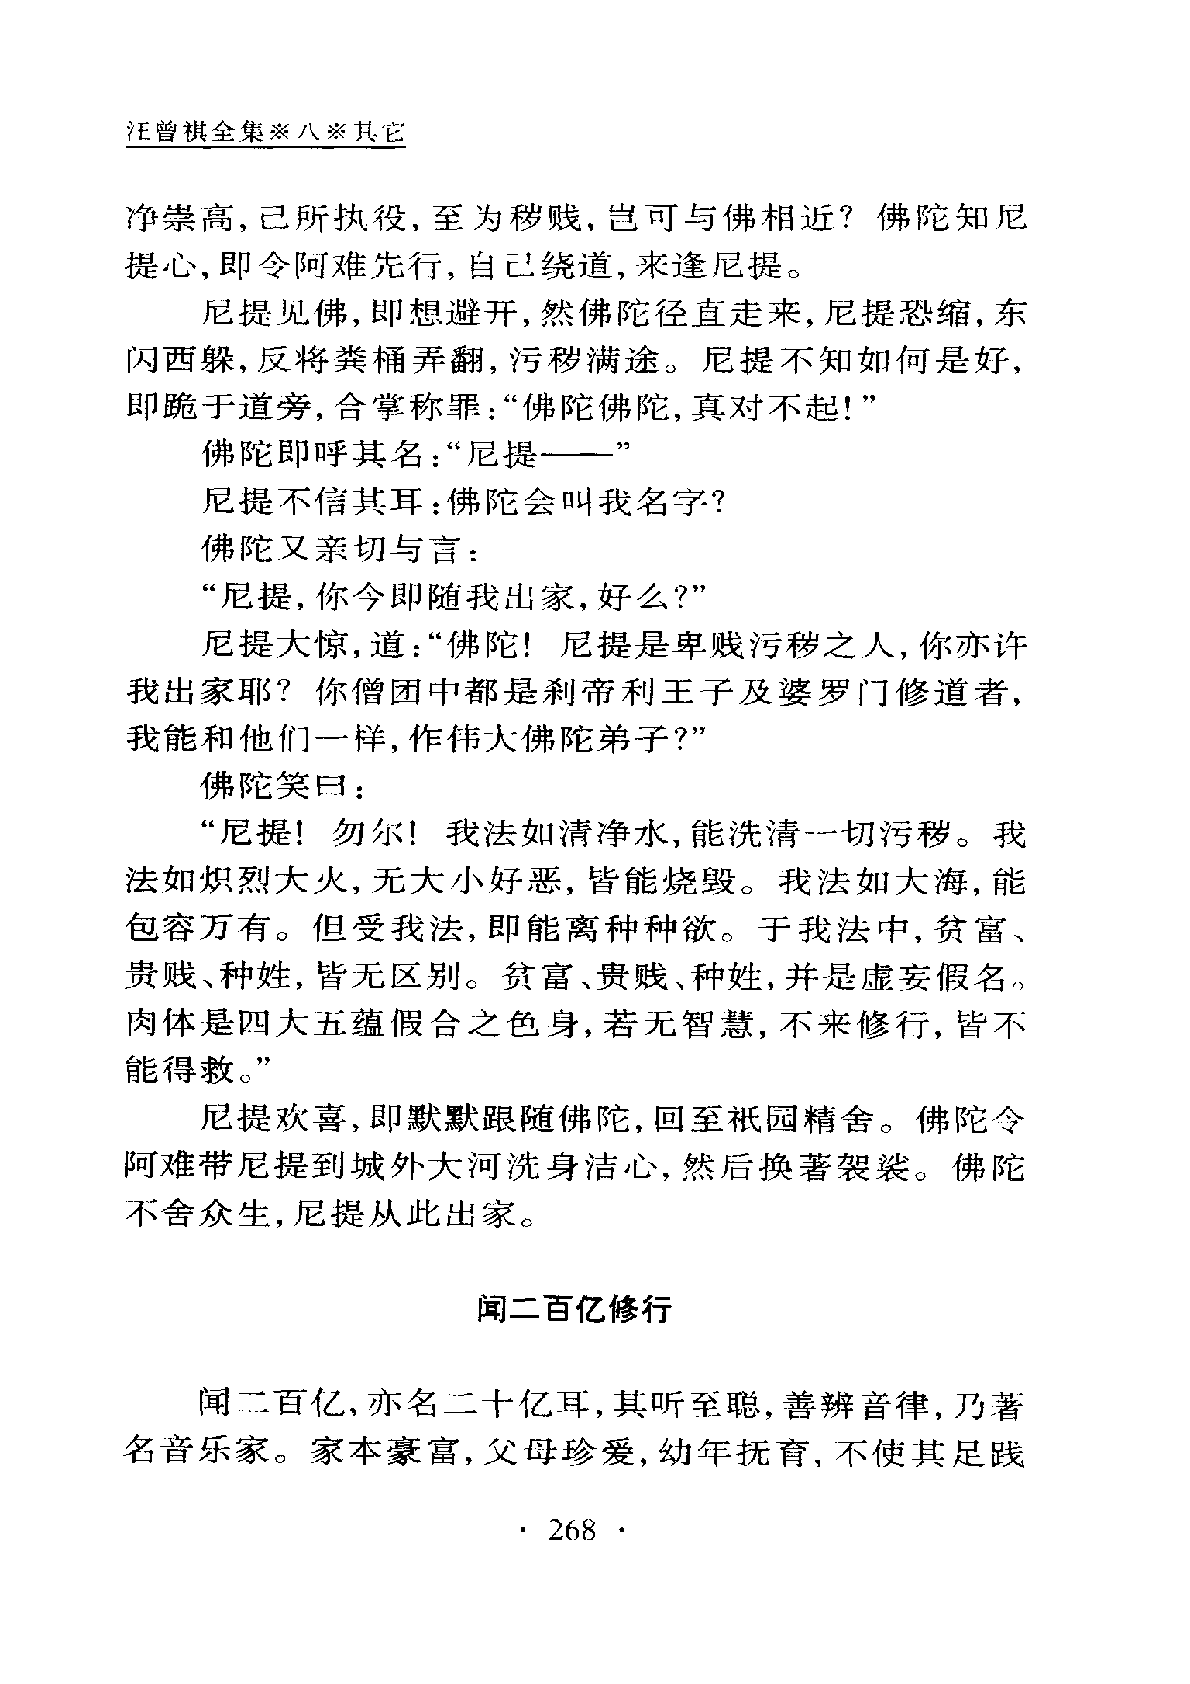 汪曾祺全集※八※其它
净崇高,己所执役,至为秽贱,岂可与佛相近? 佛陀知尼
提心,即令阿难先行,自己绕道,来逢尼提。
尼提见佛,即想避开,然佛陀径直走来,尼提恐缩,东
闪西躲,反将粪桶弄翻,污秽满途。尼提不知如何是好,
即跪于道旁,合掌称罪:“佛陀佛陀,真对不起!”
佛陀即呼其名:“尼提——”
尼提不信其耳:佛陀会叫我名字?
佛陀又亲切与言:
“尼提,你今即随我出家,好么?”
尼提大惊,道:“佛陀! 尼提是卑贱污秽之人,你亦许
我出家耶? 你僧团中都是刹帝利王子及婆罗门修道者,
我能和他们一样,作伟大佛陀弟子?”
佛陀笑曰:
“尼提! 勿尔! 我法如清净水,能洗清一切污秽。我
法如炽烈大火,无大小好恶,皆能烧毁。我法如大海,能
包容万有。但受我法,即能离种种欲。于我法中,贫富、
贵贱、种姓,皆无区别。贫富、贵贱、种姓,并是虚妄假名。
肉体是四大五蕴假合之色身,若无智慧,不来修行,皆不
能得救。”
尼提欢喜,即默默跟随佛陀,回至祇园精舍。佛陀令
阿难带尼提到城外大河洗身洁心,然后换著袈裟。佛陀
不舍众生,尼提从此出家。
闻二百亿修行
闻二百亿、亦名二十亿耳,其听至聪,善辨音律,乃著
名音乐家。家本豪富,父母珍爱,幼年抚育,不使其足践
· 268 ·